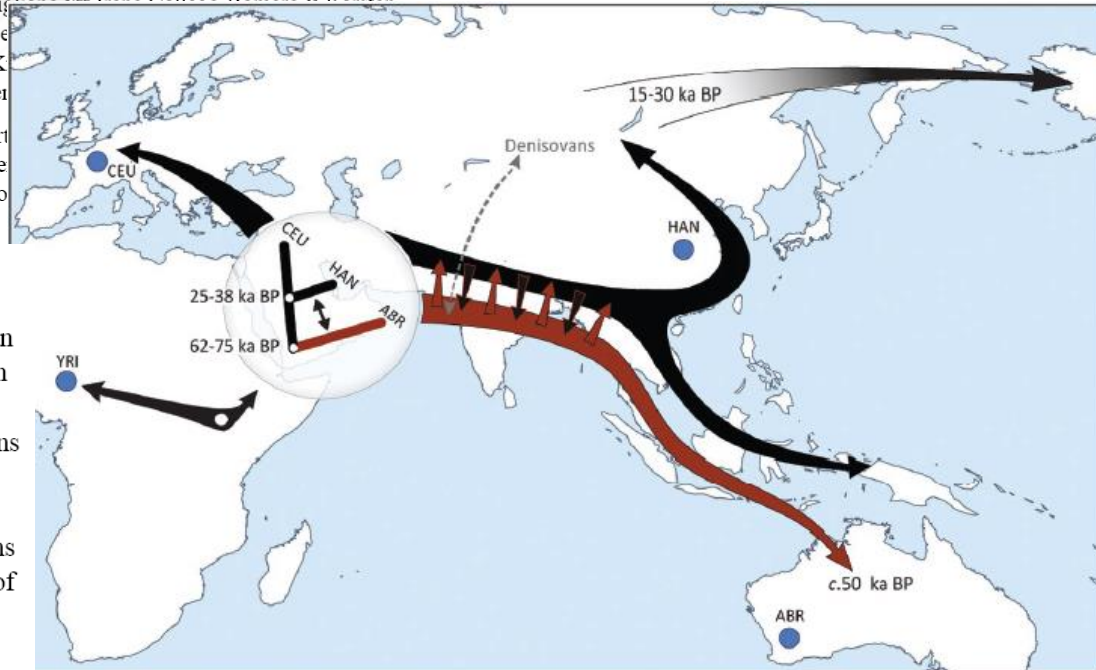 15-30 ka BP
Denisovans
CEU
HAN
CEU
HAN
25-38 ka BP
ABR
62-75 ka BP
YRI
c.50 ka BP
ABR
of